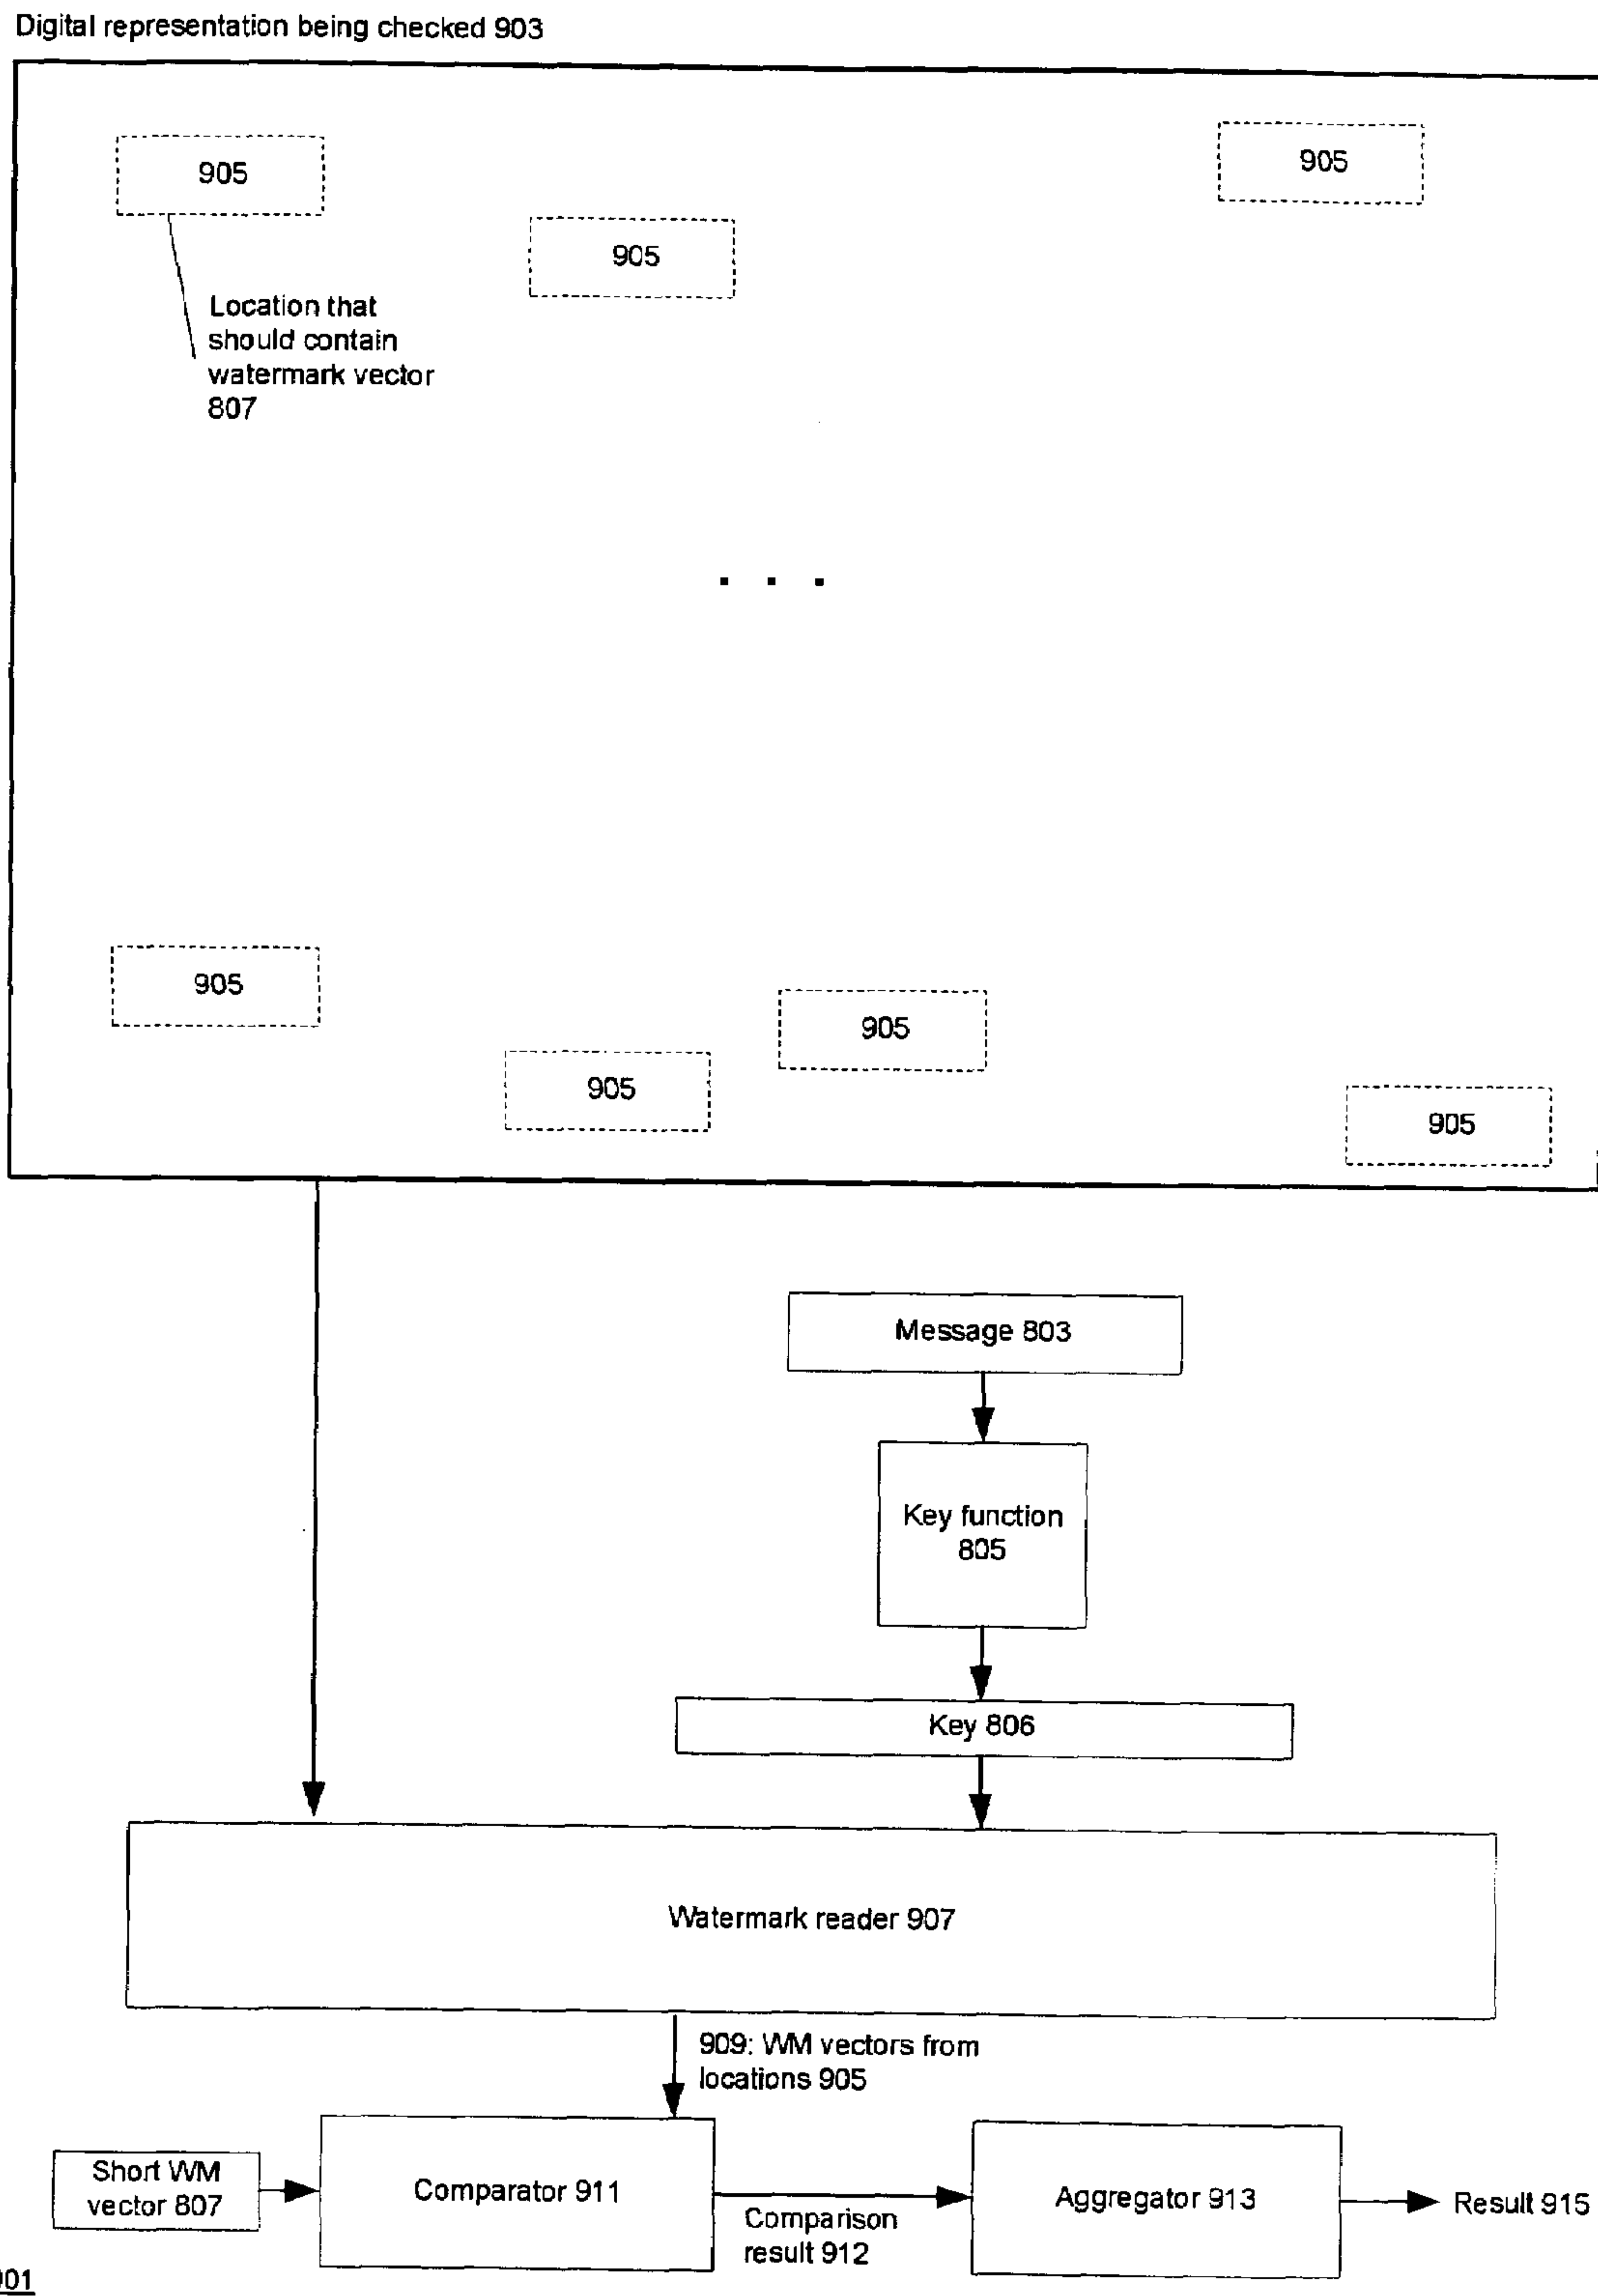 Digital representation being checked 903
905
905
905
Location that
should contain
watermark vector
807
. . .
905
905
905
905
Message 803
Key function
805
Key 806
Watermark reader 907
909: WM vectors from
locations 905
Short WM
vector 807
Comparator 911
Comparison
result 912
Aggregator 913
Result 915
901